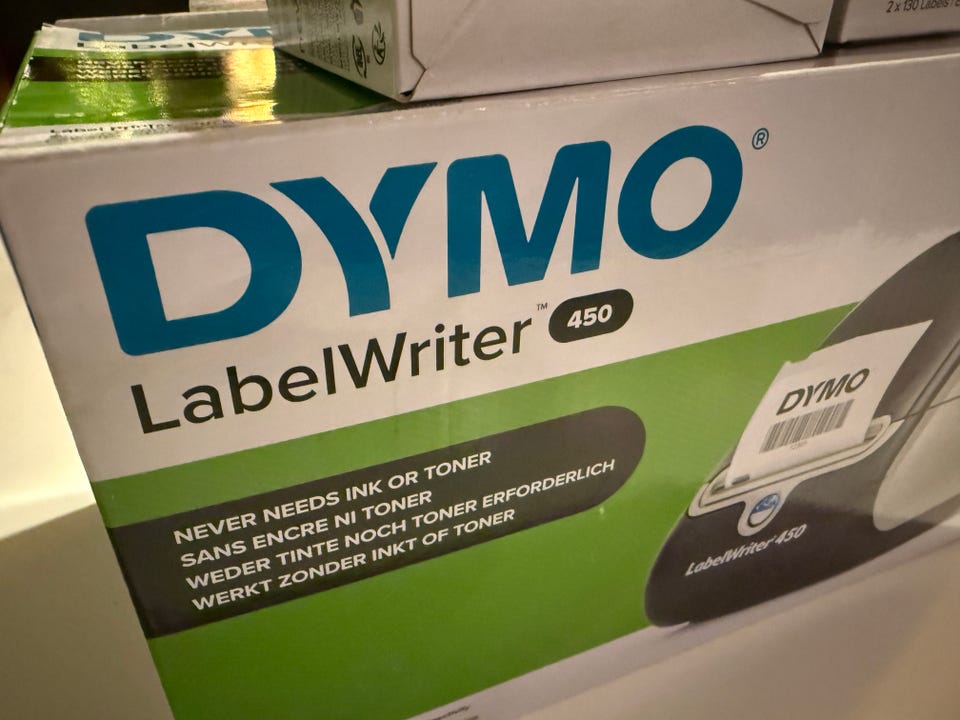 2 x 130 Labels
LabelWriter
DYMO®
LabelWriter™ 450
NEVER NEEDS INK OR TONER
SANS ENCRE NI TONER
WEDER TINTE NOCH TONER ERFORDERLICH
WERKT ZONDER INKT OF TONER
DYMO
LabelWriter® 450